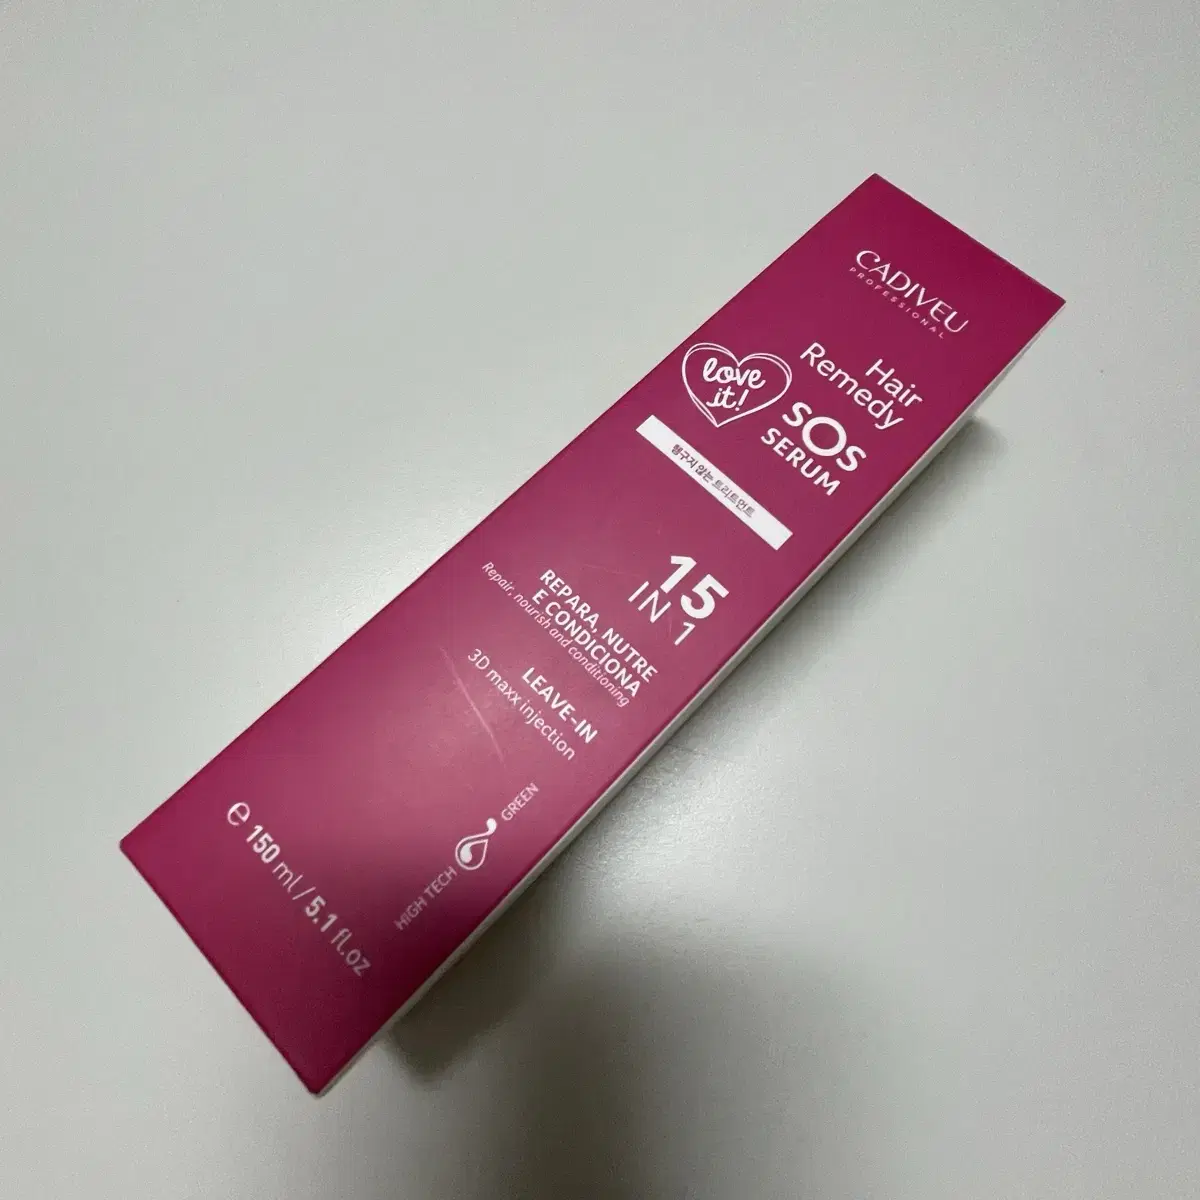 CADIVEU
PROFESSIONAL
Hair
Remedy
SOS
SERUM
love
it!
헹구지 않는 트리트먼트
15
IN 1
REPARA, NUTRE
E CONDICIONA
Repair, nourish and conditioning
LEAVE-IN
3D maxx injection
HIGH TECH
GREEN
e 150 ml / 5.1 fl.oz